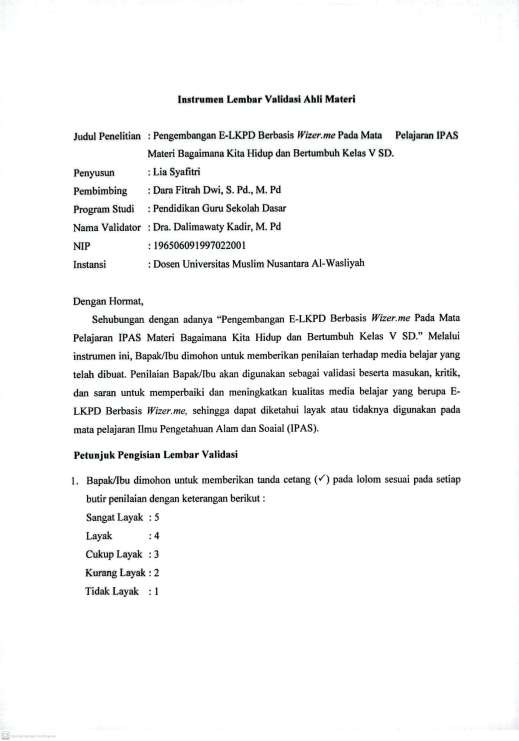 Instrumen Lembar Validasi Ahli Materi
Judul Penelitian : Pengembangan E-LKPD Berbasis Wizer.me Pada Mata Pelajaran IPAS
Materi Bagaimana Kita Hidup dan Bertumbuh Kelas V SD.
Penyusun : Lia Syafitri
Pembimbing : Dara Fitrah Dwi, S. Pd., M. Pd
Program Studi : Pendidikan Guru Sekolah Dasar
Nama Validator : Dra. Dalimawaty Kadir, M. Pd
NIP : 196506091997022001
Instansi : Dosen Universitas Muslim Nusantara Al-Wasliyah
Dengan Hormat,
Sehubungan dengan adanya “Pengembangan E-LKPD Berbasis Wizer.me Pada Mata
Pelajaran IPAS Materi Bagaimana Kita Hidup dan Bertumbuh Kelas V SD.” Melalui
instrumen ini, Bapak/Ibu dimohon untuk memberikan penilaian terhadap media belajar yang
telah dibuat. Penilaian Bapak/Ibu akan digunakan sebagai validasi beserta masukan, kritik,
dan saran untuk memperbaiki dan meningkatkan kualitas media belajar yang berupa E-
LKPD Berbasis Wizer.me, sehingga dapat diketahui layak atau tidaknya digunakan pada
mata pelajaran Ilmu Pengetahuan Alam dan Soaial (IPAS).
Petunjuk Pengisian Lembar Validasi
1. Bapak/Ibu dimohon untuk memberikan tanda cetang (✓) pada lolom sesuai pada setiap
butir penilaian dengan keterangan berikut :
Sangat Layak : 5
Layak : 4
Cukup Layak : 3
Kurang Layak : 2
Tidak Layak : 1